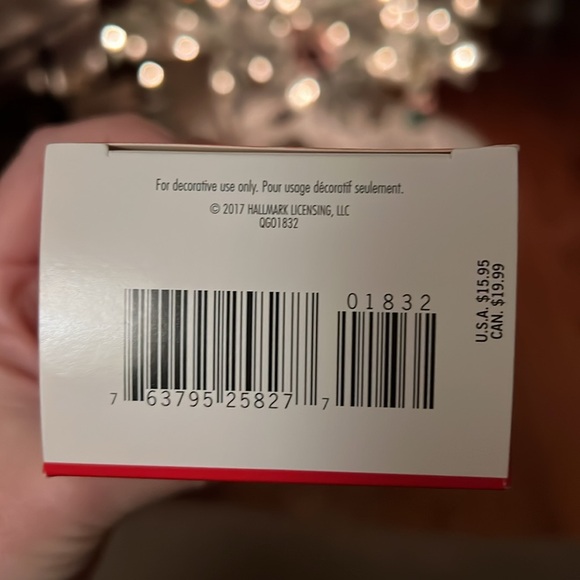 For decorative use only. Pour usage décoratif seulement.
© 2017 HALLMARK LICENSING, LLC
QGO1832
U.S.A. $15.95
CAN. $19.99
01832
7 63795 25827 7